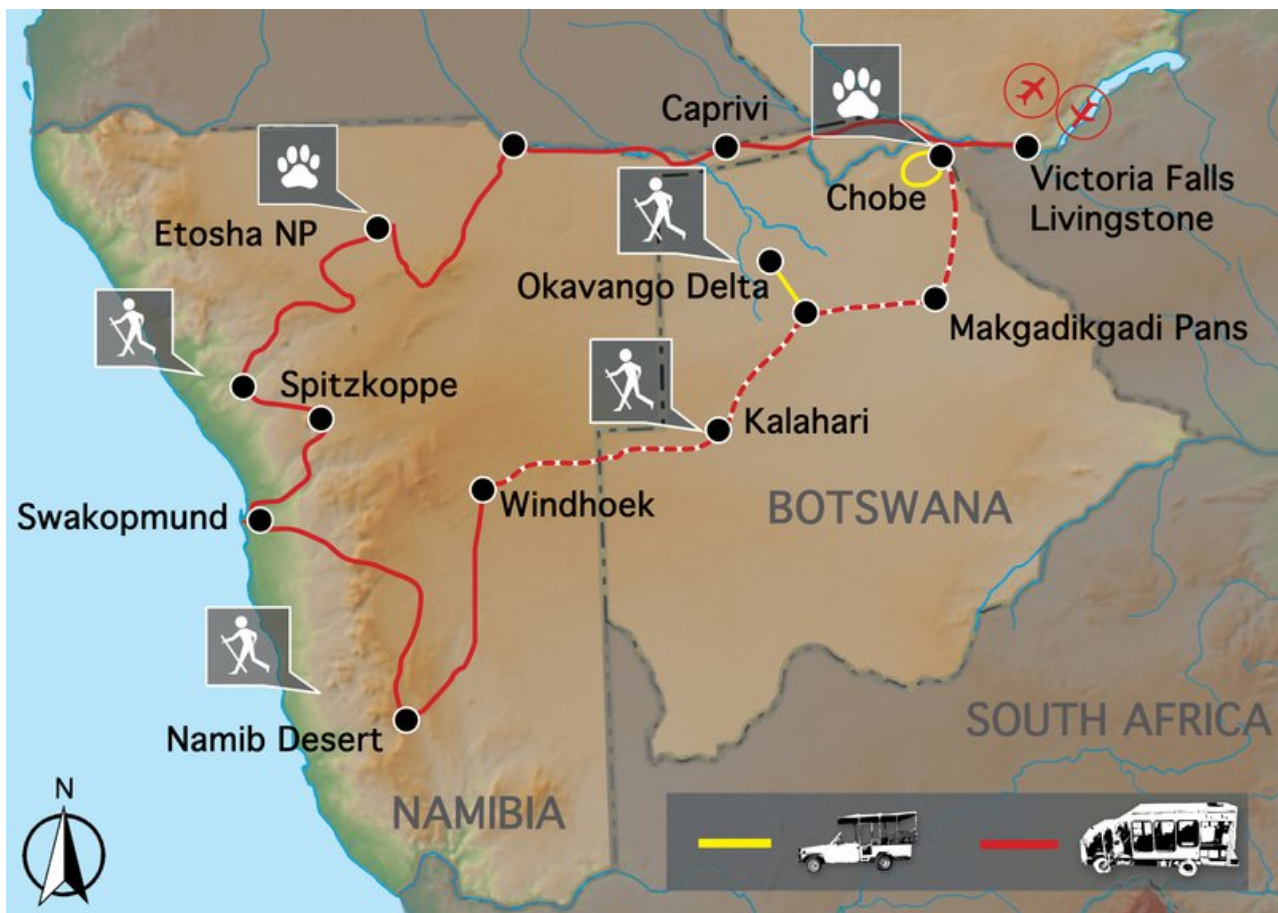 Caprivi
Etosha NP
Chobe
Victoria Falls
Livingstone
Okavango Delta
Makgadikgadi Pans
Spitzkoppe
Kalahari
Windhoek
BOTSWANA
Swakopmund
Namib Desert
SOUTH AFRICA
N
NAMIBIA